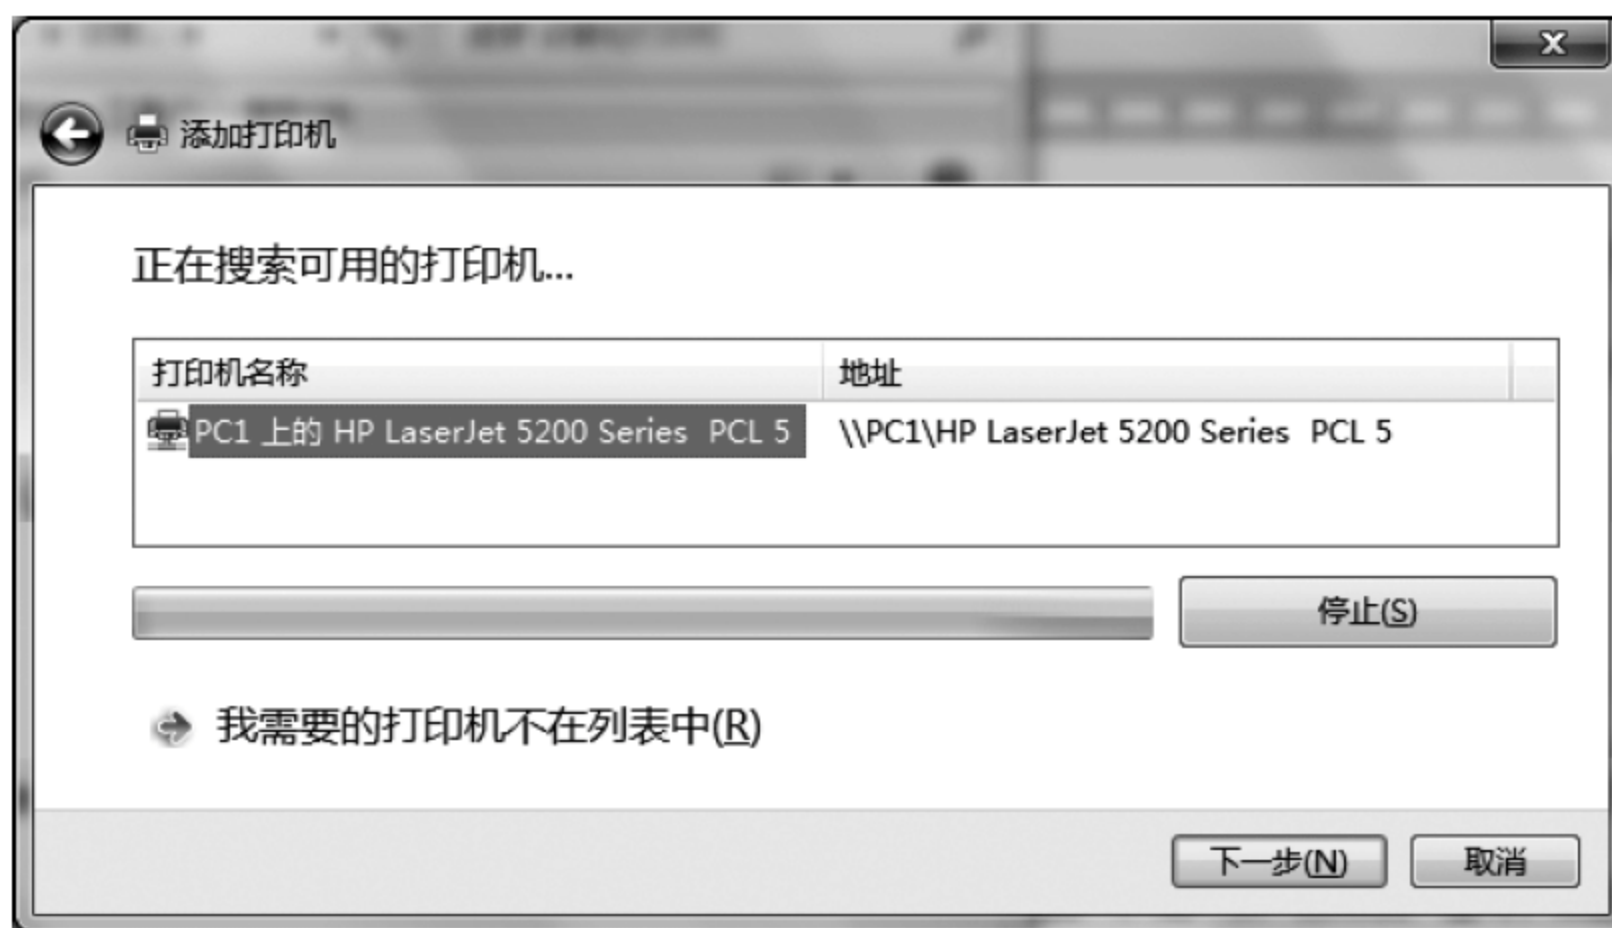 添加打印机
正在搜索可用的打印机...
打印机名称 地址
PC1 上的 HP LaserJet 5200 Series PCL 5 \\PC1\HP LaserJet 5200 Series PCL 5
停止(S)
我需要的打印机不在列表中(R)
下一步(N) 取消